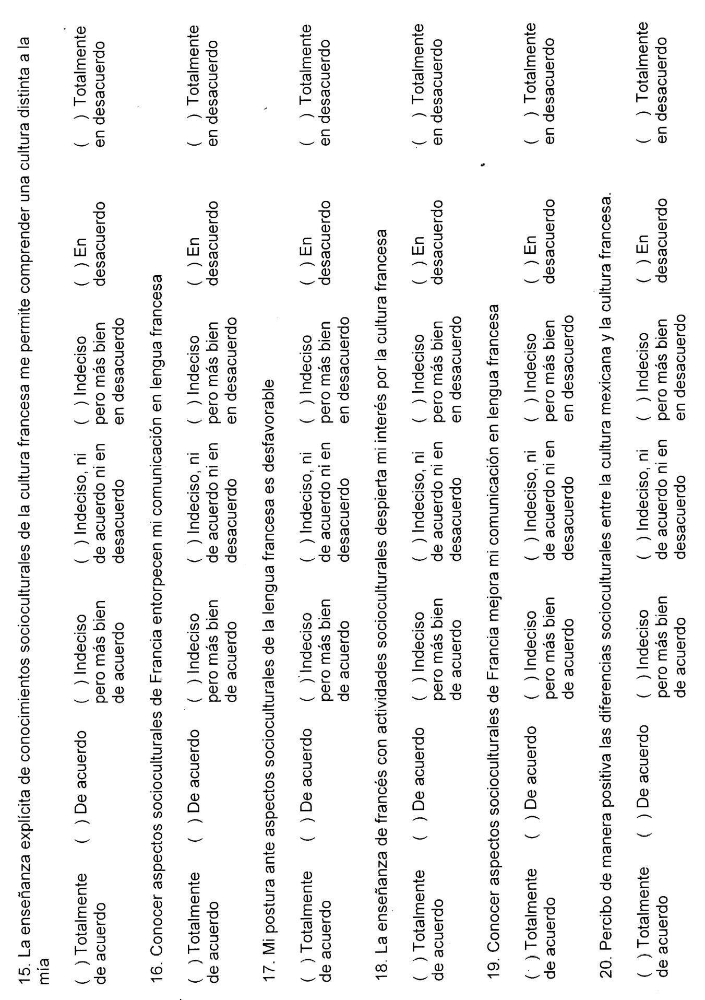 15. La enseñanza explícita de conocimientos socioculturales de la cultura francesa me permite comprender una cultura distinta a la
mía
( ) Totalmente ( ) De acuerdo ( ) Indeciso ( ) Indeciso, ni ( ) Indeciso ( ) En ( ) Totalmente
de acuerdo pero más bien de acuerdo ni en pero más bien desacuerdo en desacuerdo
de acuerdo desacuerdo en desacuerdo
16. Conocer aspectos socioculturales de Francia entorpecen mi comunicación en lengua francesa
( ) Totalmente ( ) De acuerdo ( ) Indeciso ( ) Indeciso, ni ( ) Indeciso ( ) En ( ) Totalmente
de acuerdo pero más bien de acuerdo ni en pero más bien desacuerdo en desacuerdo
de acuerdo desacuerdo en desacuerdo
17. Mi postura ante aspectos socioculturales de la lengua francesa es desfavorable
( ) Totalmente ( ) De acuerdo ( ) Indeciso ( ) Indeciso, ni ( ) Indeciso ( ) En ( ) Totalmente
de acuerdo pero más bien de acuerdo ni en pero más bien desacuerdo en desacuerdo
de acuerdo desacuerdo en desacuerdo
18. La enseñanza de francés con actividades socioculturales despierta mi interés por la cultura francesa
( ) Totalmente ( ) De acuerdo ( ) Indeciso ( ) Indeciso, ni ( ) Indeciso ( ) En ( ) Totalmente
de acuerdo pero más bien de acuerdo ni en pero más bien desacuerdo en desacuerdo
de acuerdo desacuerdo en desacuerdo
19. Conocer aspectos socioculturales de Francia mejora mi comunicación en lengua francesa
( ) Totalmente ( ) De acuerdo ( ) Indeciso ( ) Indeciso, ni ( ) Indeciso ( ) En ( ) Totalmente
de acuerdo pero más bien de acuerdo ni en pero más bien desacuerdo en desacuerdo
de acuerdo desacuerdo en desacuerdo
20. Percibo de manera positiva las diferencias socioculturales entre la cultura mexicana y la cultura francesa.
( ) Totalmente ( ) De acuerdo ( ) Indeciso ( ) Indeciso, ni ( ) Indeciso ( ) En ( ) Totalmente
de acuerdo pero más bien de acuerdo ni en pero más bien desacuerdo en desacuerdo
de acuerdo desacuerdo en desacuerdo